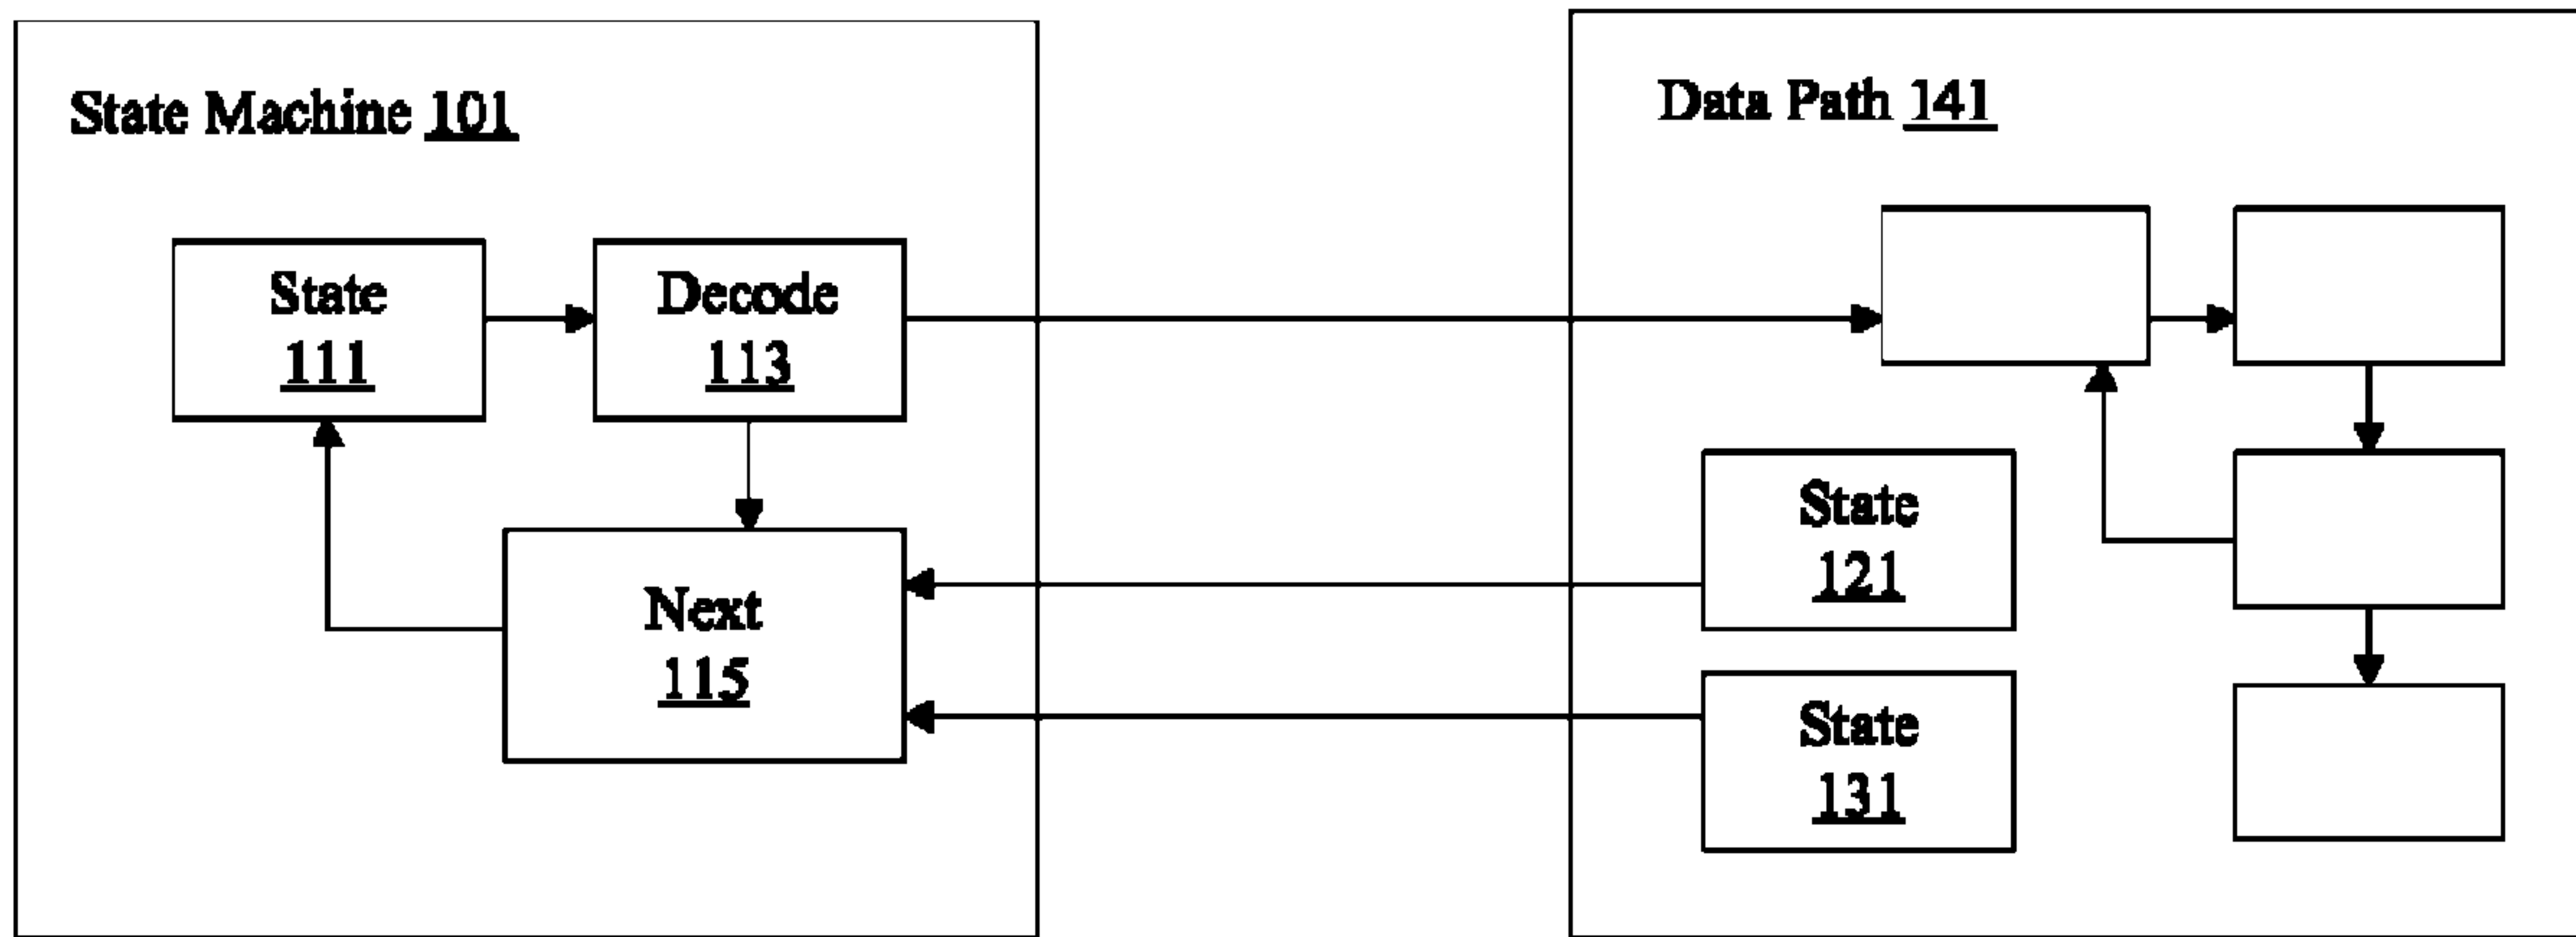 State Machine 101
State
111
Decode
113
Next
115
Data Path 141
State
121
State
131